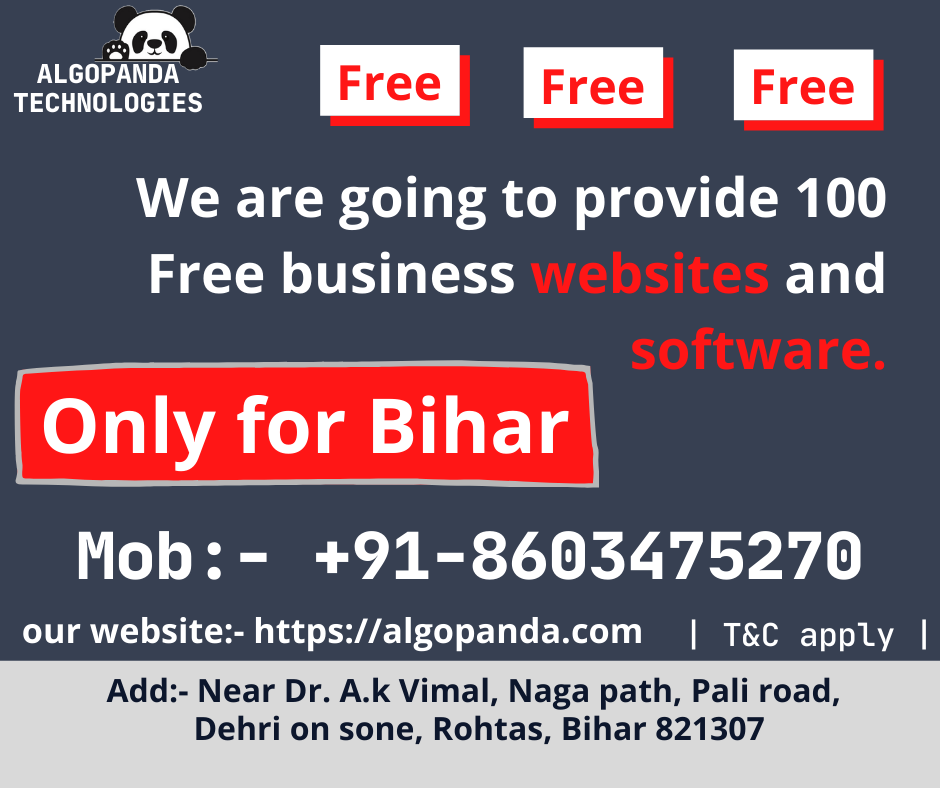 ALGOPANDA
TECHNOLOGIES
Free Free Free
We are going to provide 100
Free business websites and
software.
Only for Bihar
Mob:- +91-8603475270
our website:- https://algopanda.com | T&C apply |
Add:- Near Dr. A.k Vimal, Naga path, Pali road,
Dehri on sone, Rohtas, Bihar 821307